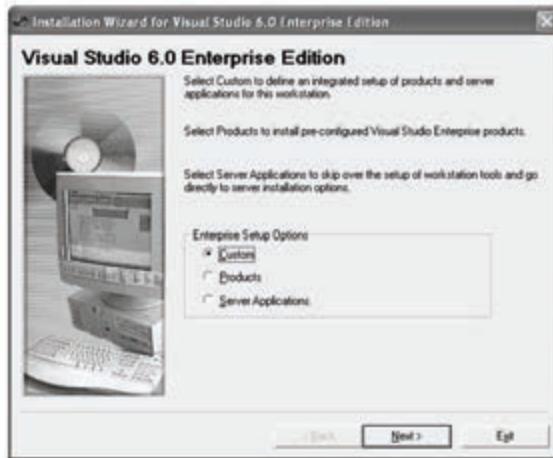 Installation Wizard for Visual Studio 6.0 Enterprise Edition
Visual Studio 6.0 Enterprise Edition
Select Custom to define an integrated setup of products and server
applications for this workstation.
Select Products to install pre-configured Visual Studio Enterprise products.
Select Server Applications to skip over the setup of workstation tools and go
directly to server installation options.
Enterprise Setup Options
Custom
Products
Server Applications
< Back
Next >
Exit